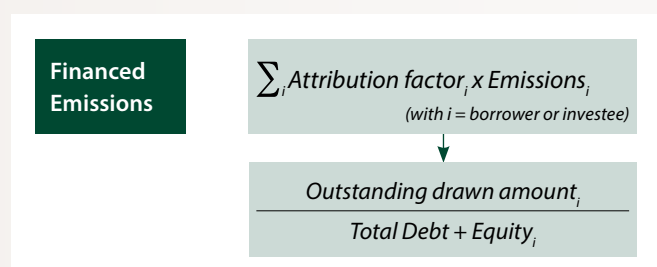 Financed
Emissions
∑i Attribution factori x Emissionsi
(with i = borrower or investee)
Outstanding drawn amounti
Total Debt + Equityi